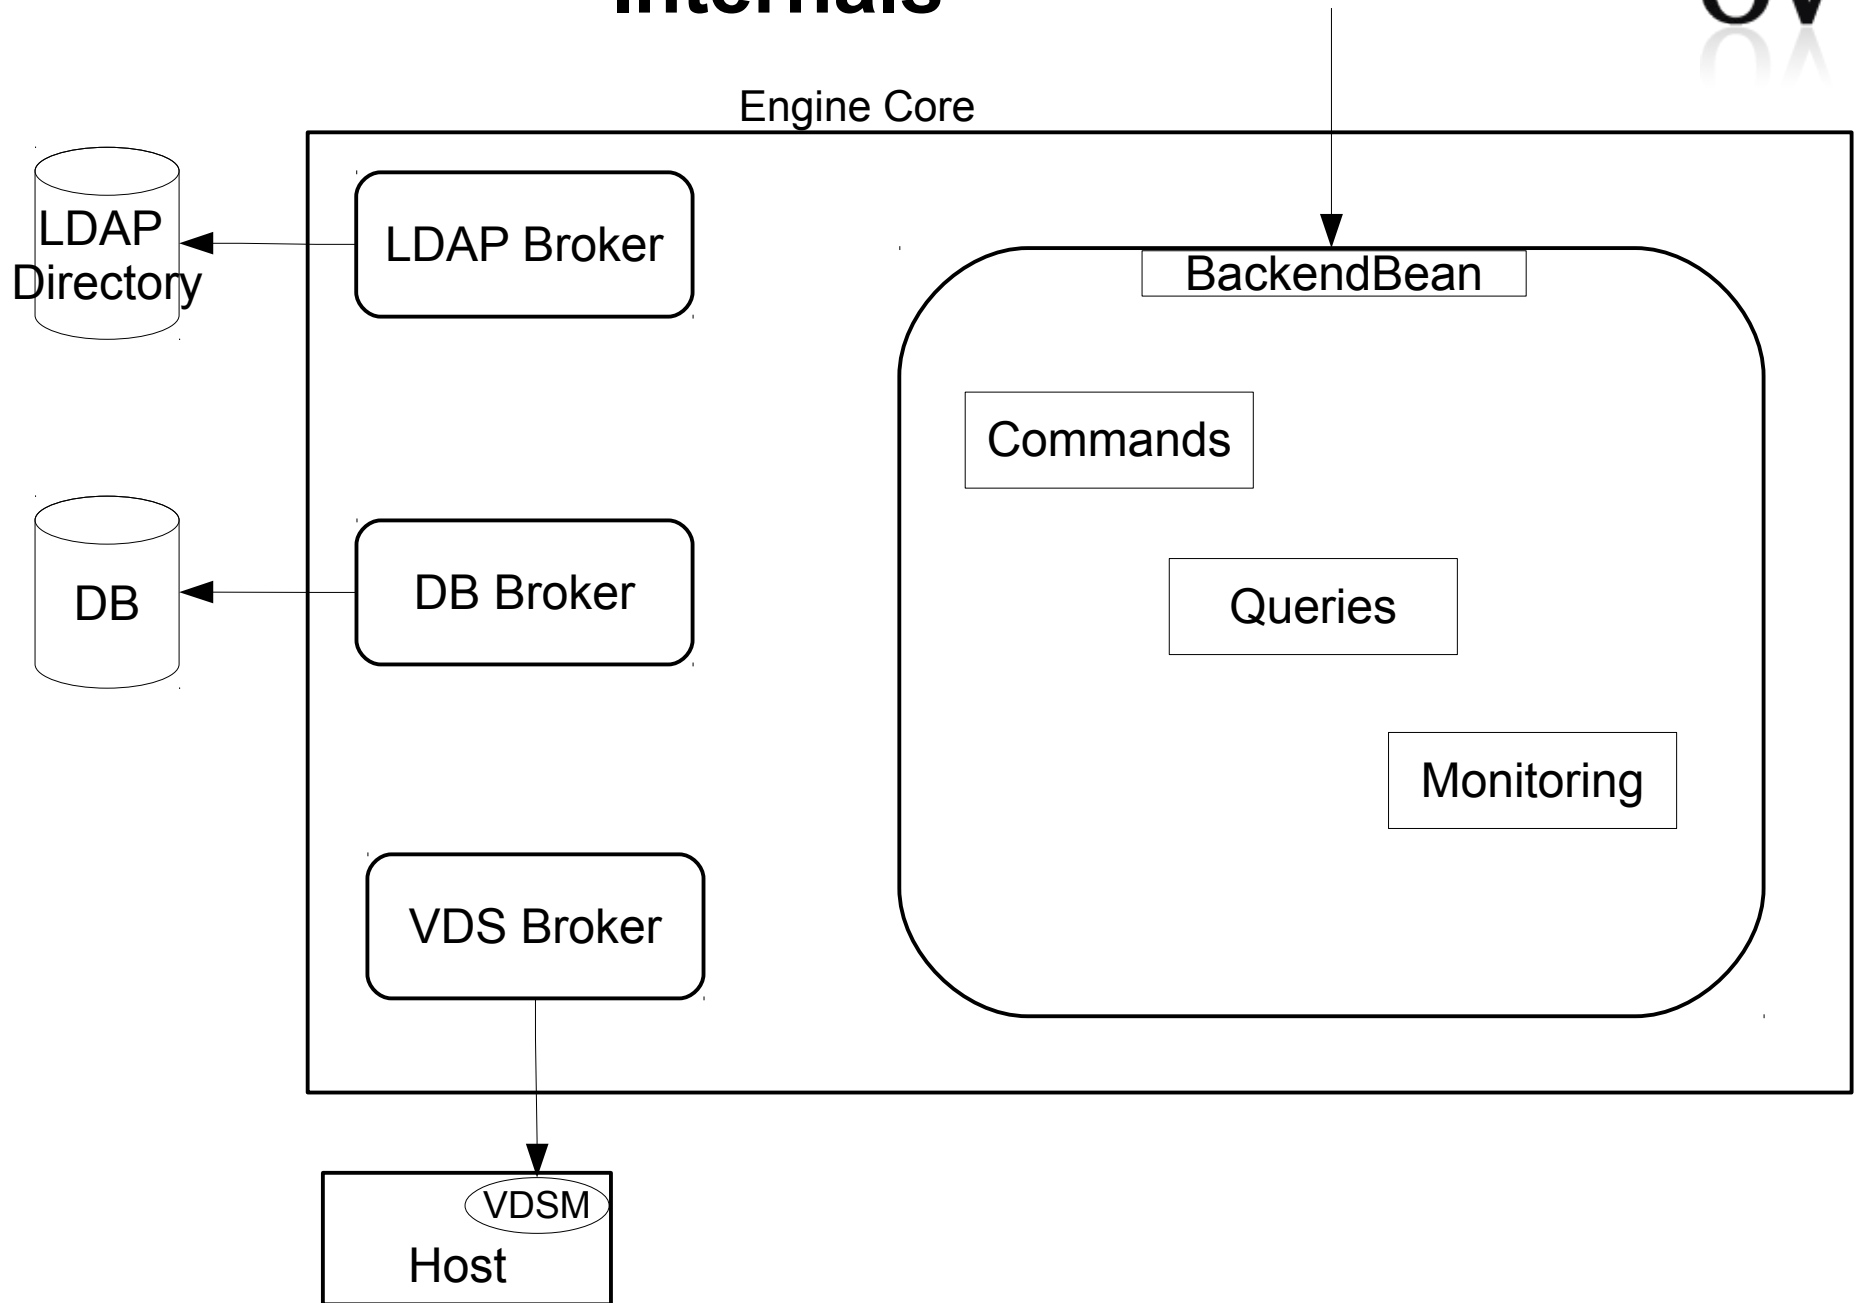 Internals
Engine Core
LDAP
Directory
LDAP Broker
BackendBean
Commands
DB
DB Broker
Queries
Monitoring
VDS Broker
VDSM
Host